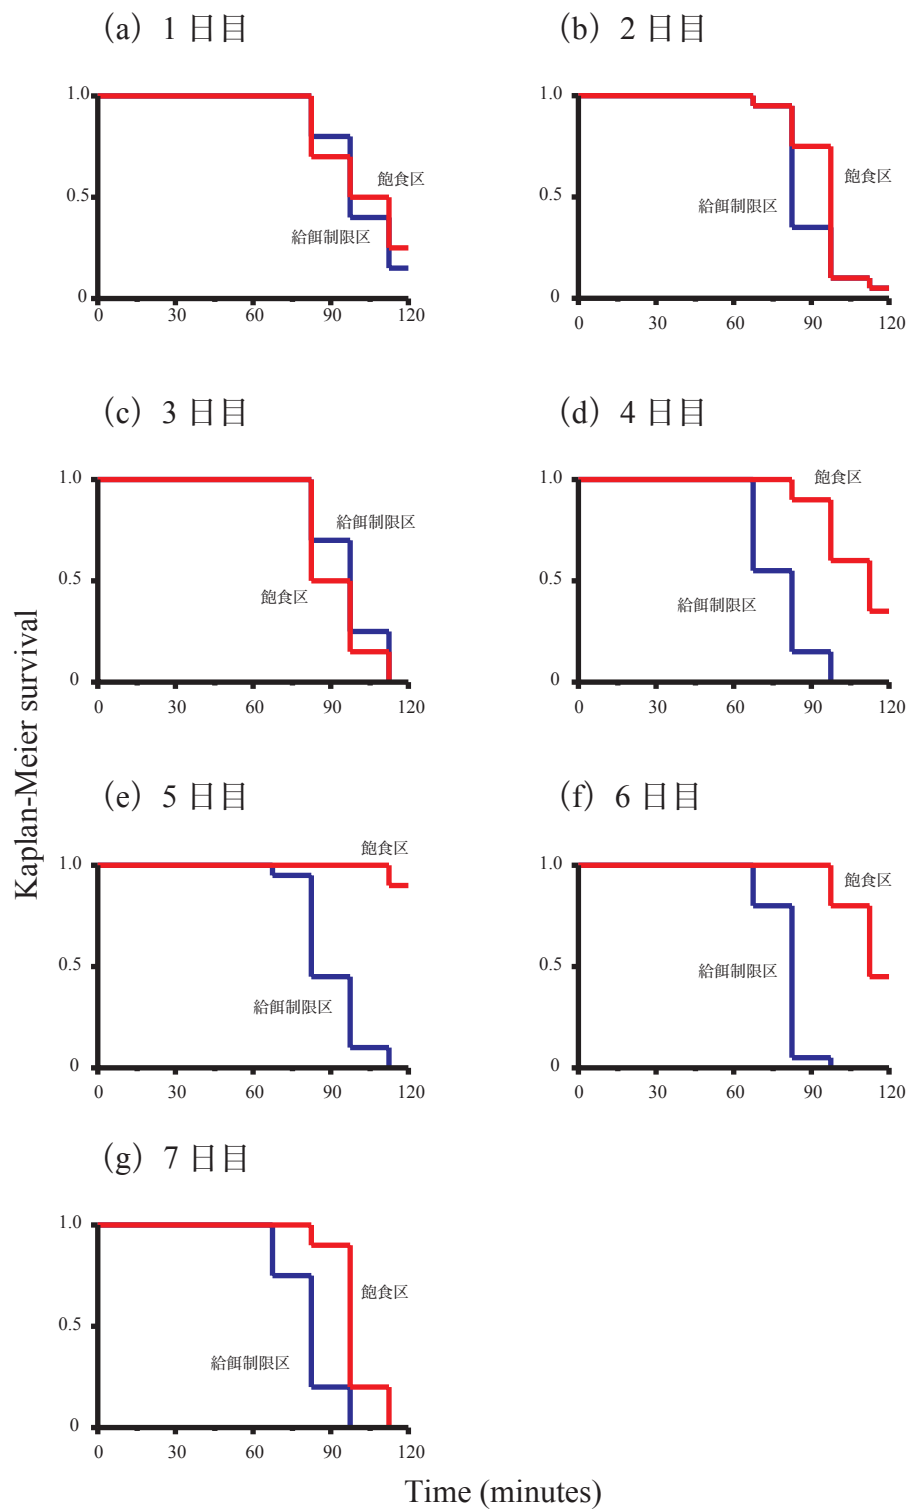 (a) 1 日目
(b) 2 日目
1.0
0.5
0
飽食区
給餌制限区
0 30 60 90 120
1.0
0.5
0
飽食区
給餌制限区
0 30 60 90 120
(c) 3 日目
(d) 4 日目
1.0
0.5
0
給餌制限区
飽食区
0 30 60 90 120
1.0
0.5
0
飽食区
給餌制限区
0 30 60 90 120
Kaplan-Meier survival
(e) 5 日目
(f) 6 日目
1.0
0.5
0
飽食区
給餌制限区
0 30 60 90 120
1.0
0.5
0
飽食区
給餌制限区
0 30 60 90 120
(g) 7 日目
1.0
0.5
0
飽食区
給餌制限区
0 30 60 90 120
Time (minutes)